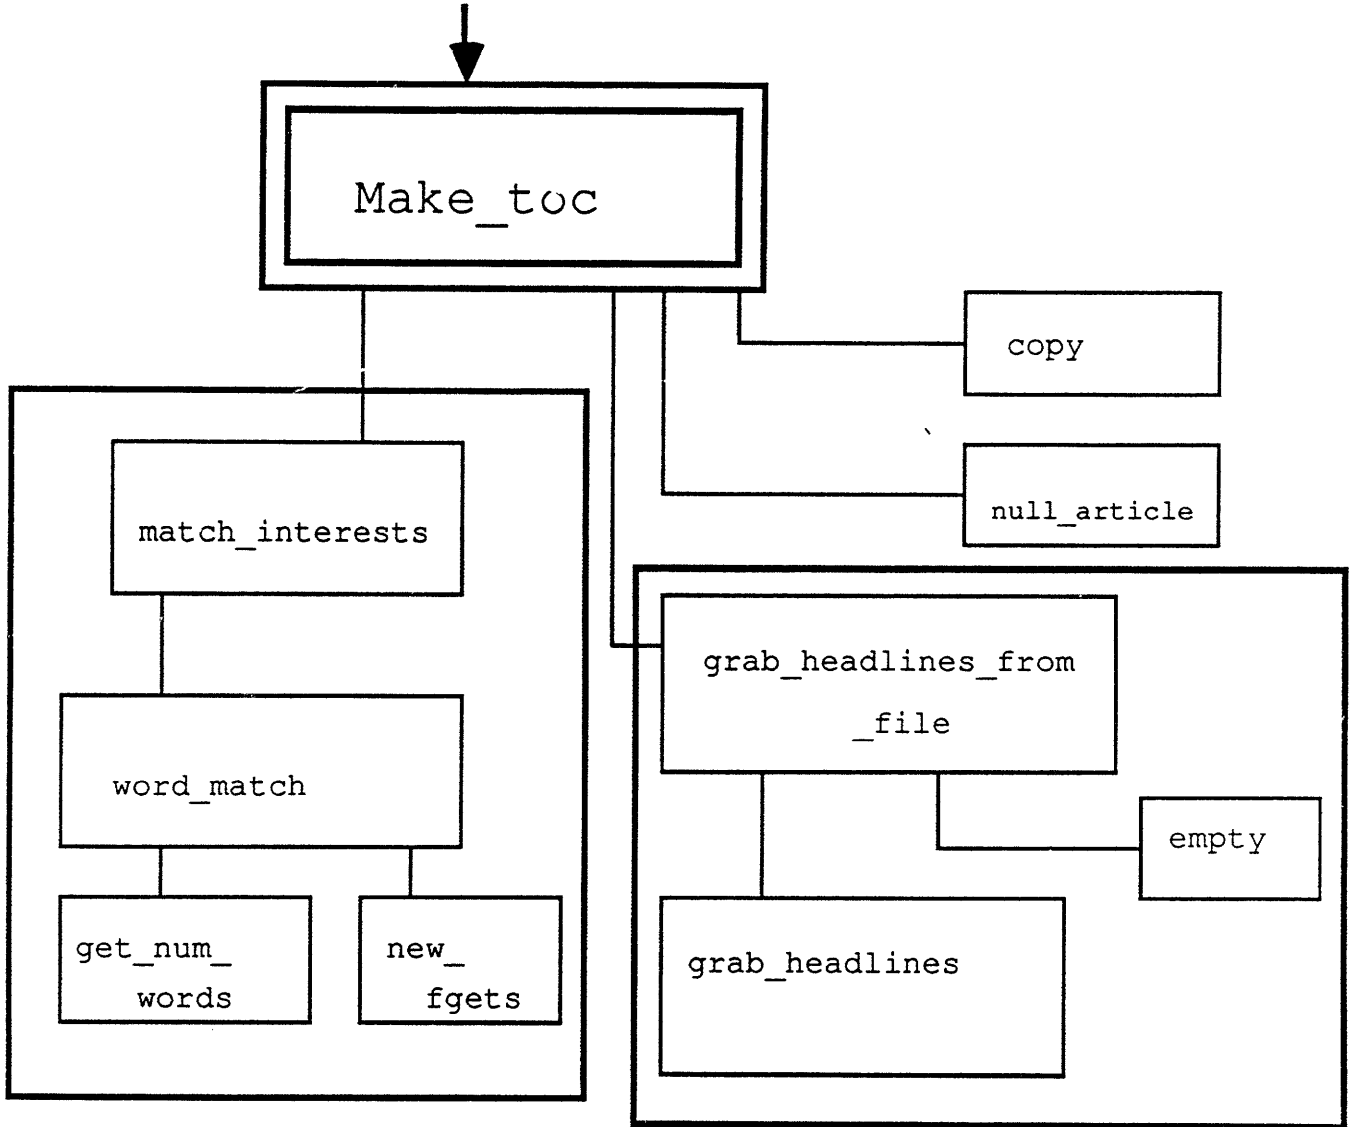 Make_toc
copy
null_article
match_interests
grab_headlines_from
_file
word_match
empty
get_num_
words
new_
fgets
grab_headlines